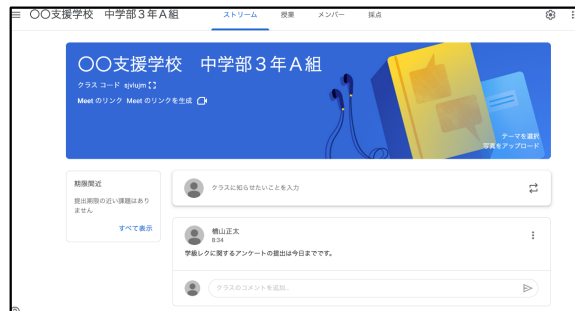 〇〇支援学校 中学部3年A組
ストリーム 授業 メンバー 採点
〇〇支援学校 中学部3年A組
クラス コード sjvlujm
Meet のリンク Meet のリンクを生成
テーマを選択
写真をアップロード
期限間近
提出期限の近い課題はあり
ません
すべて表示
クラスに知らせたいことを入力
橋山正太
8:34
学級レクに関するアンケートの提出は今日までです。
クラスのコメントを追加…